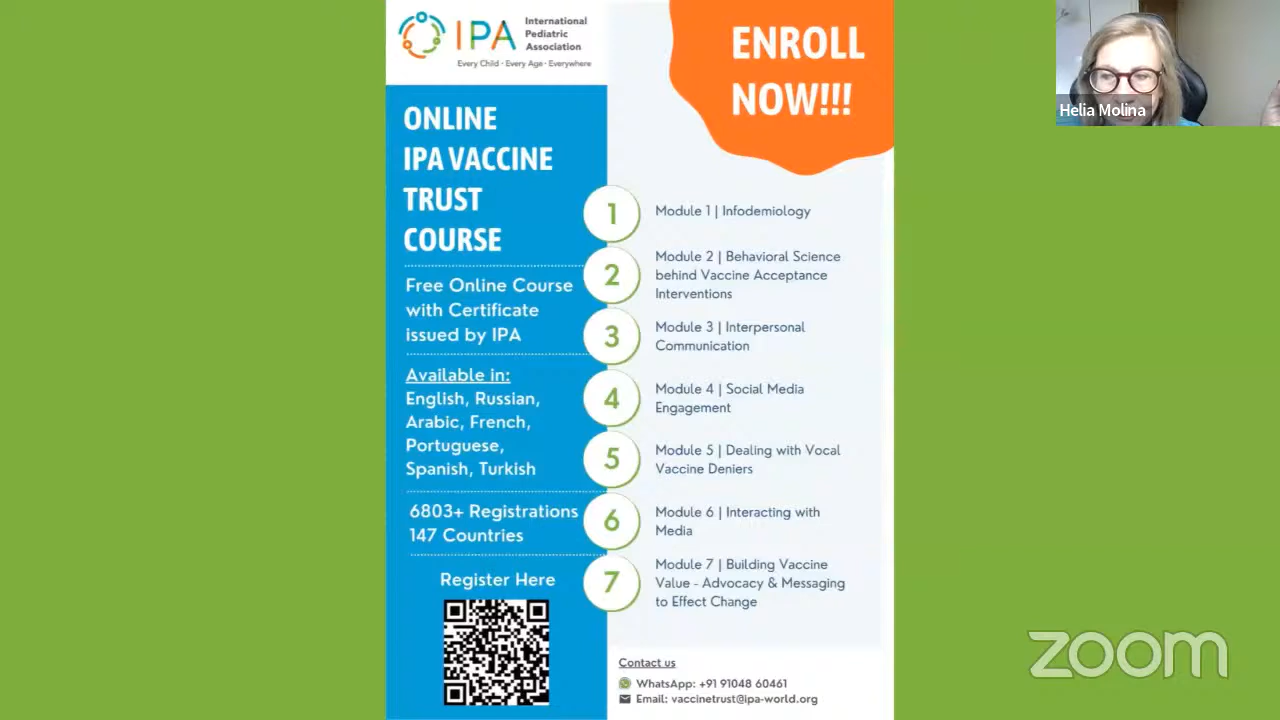 IPA
International
Pediatric
Association
Every Child - Every Age - Everywhere
ENROLL
NOW!!!
ONLINE
IPA VACCINE
TRUST
COURSE
Free Online Course
with Certificate
issued by IPA
Available in:
English, Russian,
Arabic, French,
Portuguese,
Spanish, Turkish
6803+ Registrations
147 Countries
Register Here
1
Module 1 | Infodemiology
2
Module 2 | Behavioral Science
behind Vaccine Acceptance
Interventions
3
Module 3 | Interpersonal
Communication
4
Module 4 | Social Media
Engagement
5
Module 5 | Dealing with Vocal
Vaccine Deniers
6
Module 6 | Interacting with
Media
7
Module 7 | Building Vaccine
Value - Advocacy & Messaging
to Effect Change
Contact us
WhatsApp: +91 91048 60461
Email: vaccinetrust@ipa-world.org
Helia Molina
zoom